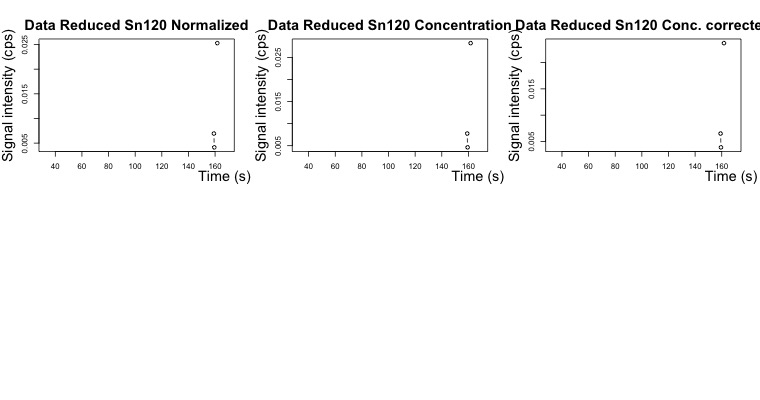 Data Reduced Sn120 Normalized
Signal intensity (cps)
0.025
0.015
0.005
40 60 80 100 120 140 160
Time (s)
Data Reduced Sn120 Concentration
Signal intensity (cps)
0.025
0.015
0.005
40 60 80 100 120 140 160
Time (s)
Data Reduced Sn120 Conc. correcte
Signal intensity (cps)
0.015
0.005
40 60 80 100 120 140 160
Time (s)